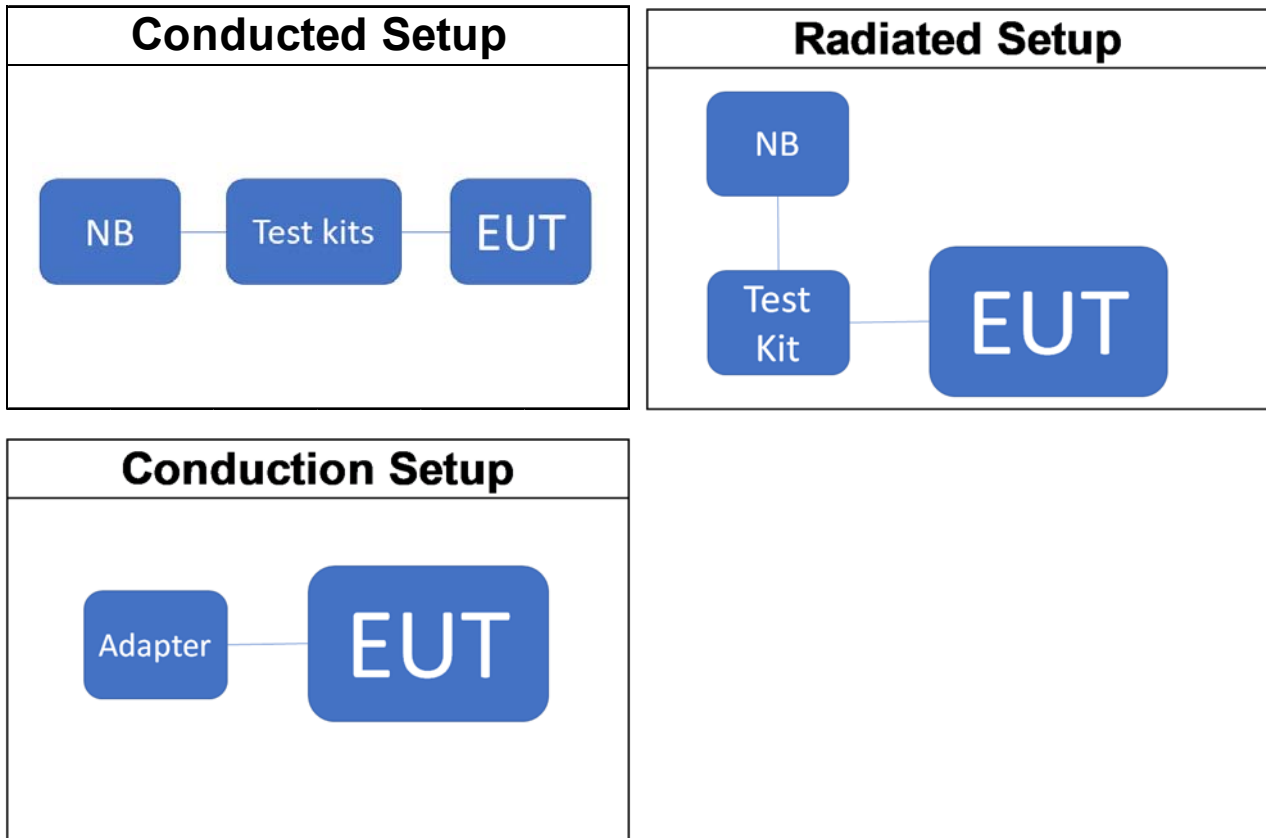 Conducted Setup
NB
Test kits
EUT
Radiated Setup
NB
Test
Kit
EUT
Conduction Setup
Adapter
EUT